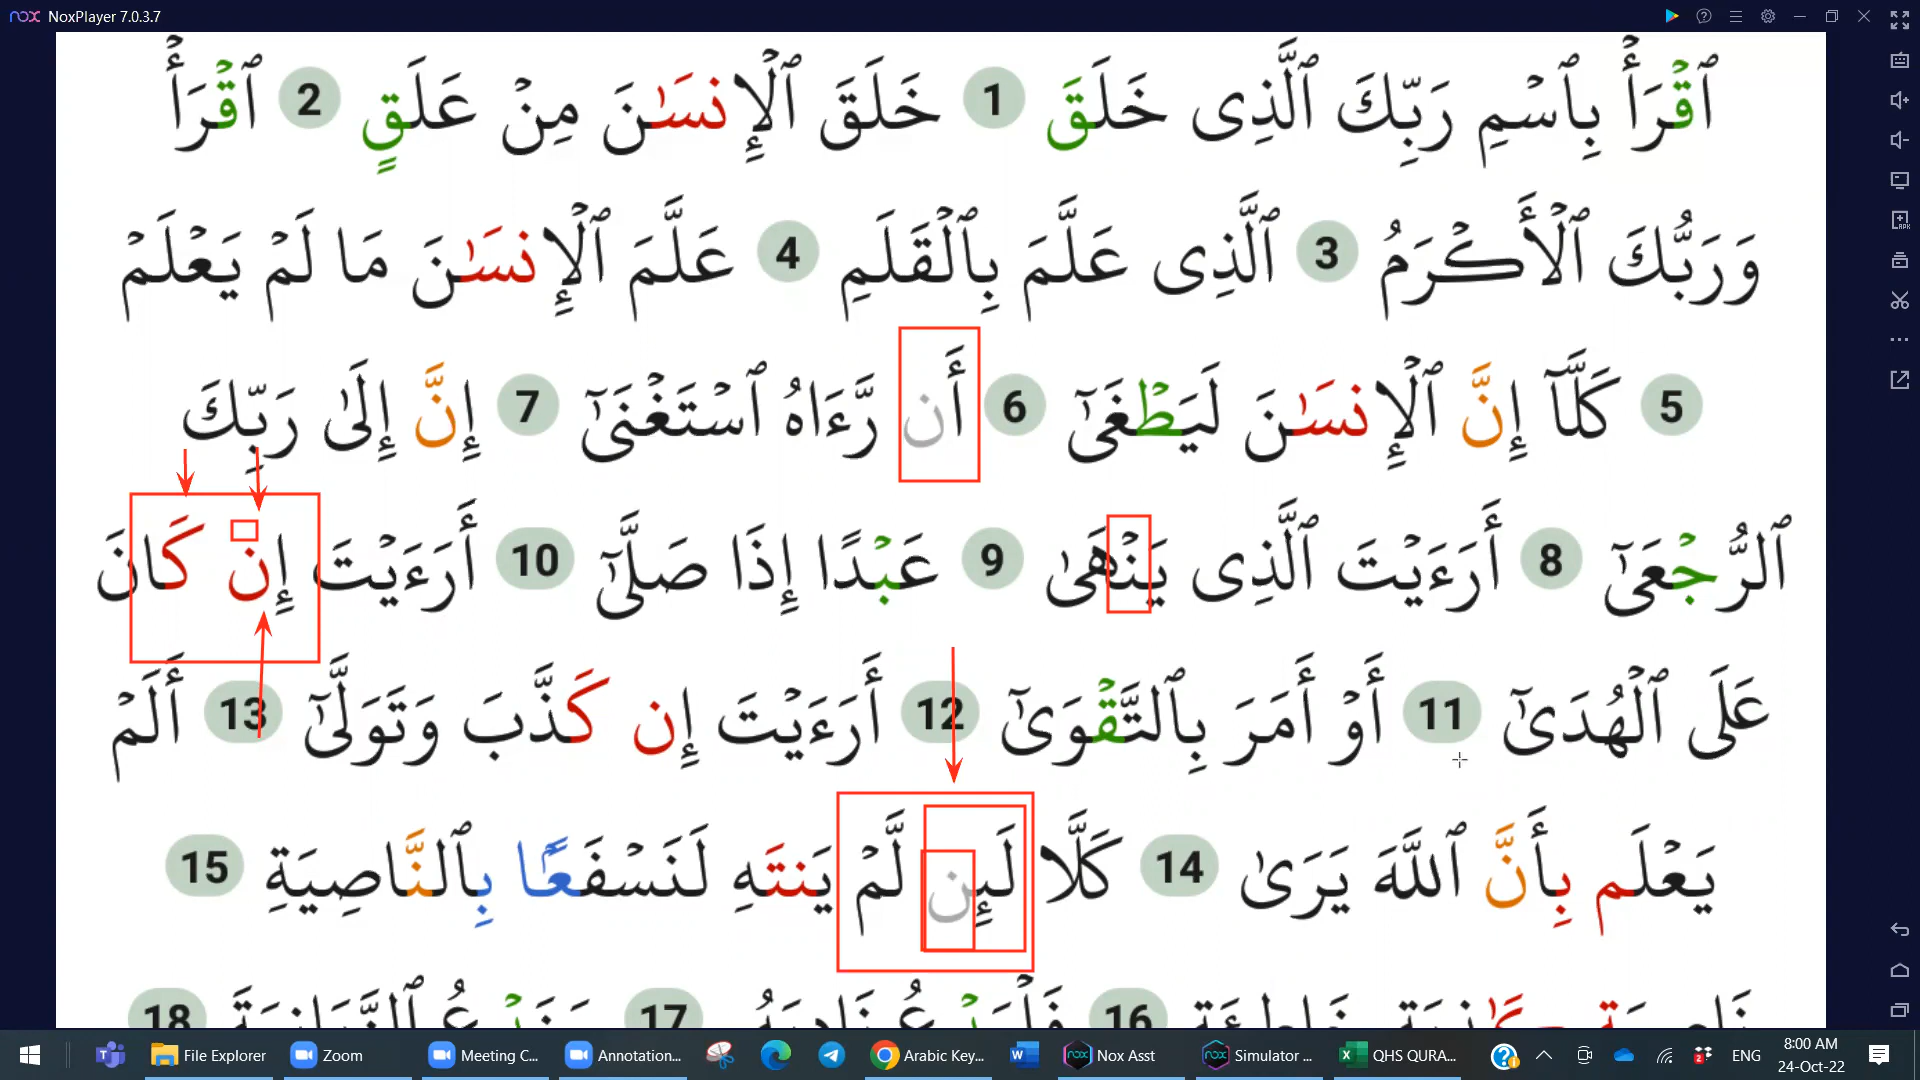 NoxPlayer 7.0.3.7
ٱقۡرَأۡ بِٱسۡمِ رَبِّكَ ٱلَّذِى خَلَقَ 1 خَلَقَ ٱلۡإِنسَـٰنَ مِنۡ عَلَقٍ 2 ٱقۡرَأۡ
وَرَبُّكَ ٱلۡأَكۡرَمُ 3 ٱلَّذِى عَلَّمَ بِٱلۡقَلَمِ 4 عَلَّمَ ٱلۡإِنسَـٰنَ مَا لَمۡ يَعۡلَمۡ
5 كَلَّآ إِنَّ ٱلۡإِنسَـٰنَ لَيَطۡغَىٰٓ 6 أَن رَّءَاهُ ٱسۡتَغۡنَىٰٓ 7 إِنَّ إِلَىٰ رَبِّكَ
ٱلرُّجۡعَىٰٓ 8 أَرَءَيۡتَ ٱلَّذِى يَنۡهَىٰ 9 عَبۡدًا إِذَا صَلَّىٰٓ 10 أَرَءَيۡتَ إِن كَانَ
عَلَى ٱلۡهُدَىٰٓ 11 أَوۡ أَمَرَ بِٱلتَّقۡوَىٰٓ 12 أَرَءَيۡتَ إِن كَذَّبَ وَتَوَلَّىٰٓ 13 أَلَمۡ
يَعۡلَم بِأَنَّ ٱللَّهَ يَرَىٰ 14 كَلَّا لَئِن لَّمۡ يَنتَهِ لَنَسۡفَعَۢا بِٱلنَّاصِيَةِ 15
16 17 18
File Explorer Zoom Meeting C... Annotation... Arabic Key... Nox Asst Simulator ... QHS QURA... ENG 8:00 AM
24-Oct-22